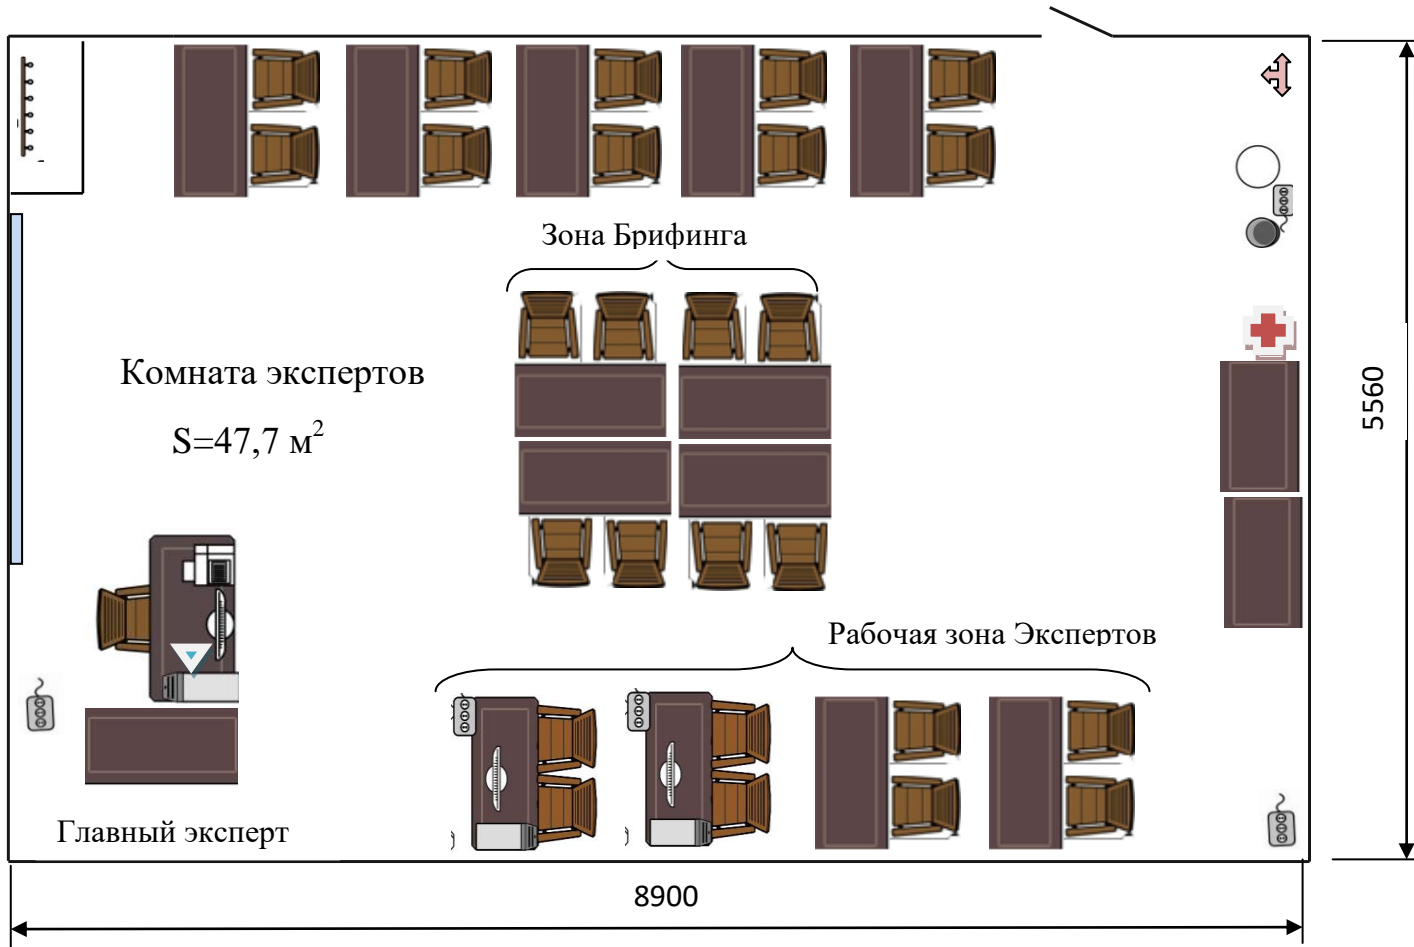 Зона Брифинга
Комната экспертов
S=47,7 м²
5560
Рабочая зона Экспертов
Главный эксперт
8900